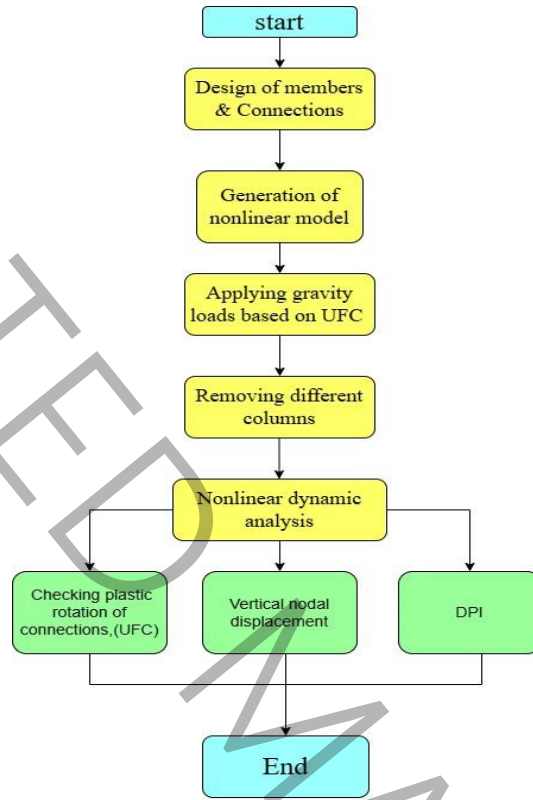 start
Design of members
& Connections
Generation of
nonlinear model
Applying gravity
loads based on UFC
Removing different
columns
Nonlinear dynamic
analysis
Checking plastic
rotation of
connections,(UFC)
Vertical nodal
displacement
DPI
End
TED M